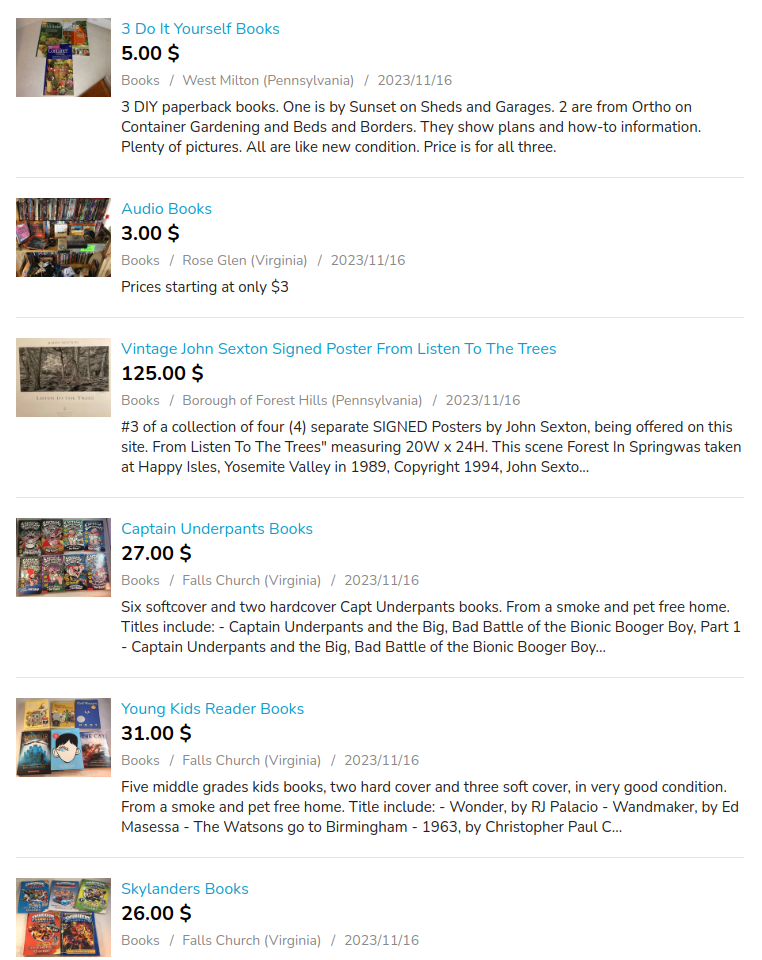 3 Do It Yourself Books
5.00 $
Books / West Milton (Pennsylvania) / 2023/11/16
3 DIY paperback books. One is by Sunset on Sheds and Garages. 2 are from Ortho on
Container Gardening and Beds and Borders. They show plans and how-to information.
Plenty of pictures. All are like new condition. Price is for all three.
Audio Books
3.00 $
Books / Rose Glen (Virginia) / 2023/11/16
Prices starting at only $3
LISTEN TO THE TREES
Vintage John Sexton Signed Poster From Listen To The Trees
125.00 $
Books / Borough of Forest Hills (Pennsylvania) / 2023/11/16
#3 of a collection of four (4) separate SIGNED Posters by John Sexton, being offered on this
site. From Listen To The Trees" measuring 20W x 24H. This scene Forest In Springwas taken
at Happy Isles, Yosemite Valley in 1989, Copyright 1994, John Sexto...
Captain Underpants Books
27.00 $
Books / Falls Church (Virginia) / 2023/11/16
Six softcover and two hardcover Capt Underpants books. From a smoke and pet free home.
Titles include: - Captain Underpants and the Big, Bad Battle of the Bionic Booger Boy, Part 1
- Captain Underpants and the Big, Bad Battle of the Bionic Booger Boy...
Young Kids Reader Books
31.00 $
Books / Falls Church (Virginia) / 2023/11/16
Five middle grades kids books, two hard cover and three soft cover, in very good condition.
From a smoke and pet free home. Title include: - Wonder, by RJ Palacio - Wandmaker, by Ed
Masessa - The Watsons go to Birmingham - 1963, by Christopher Paul C...
Skylanders Books
26.00 $
Books / Falls Church (Virginia) / 2023/11/16